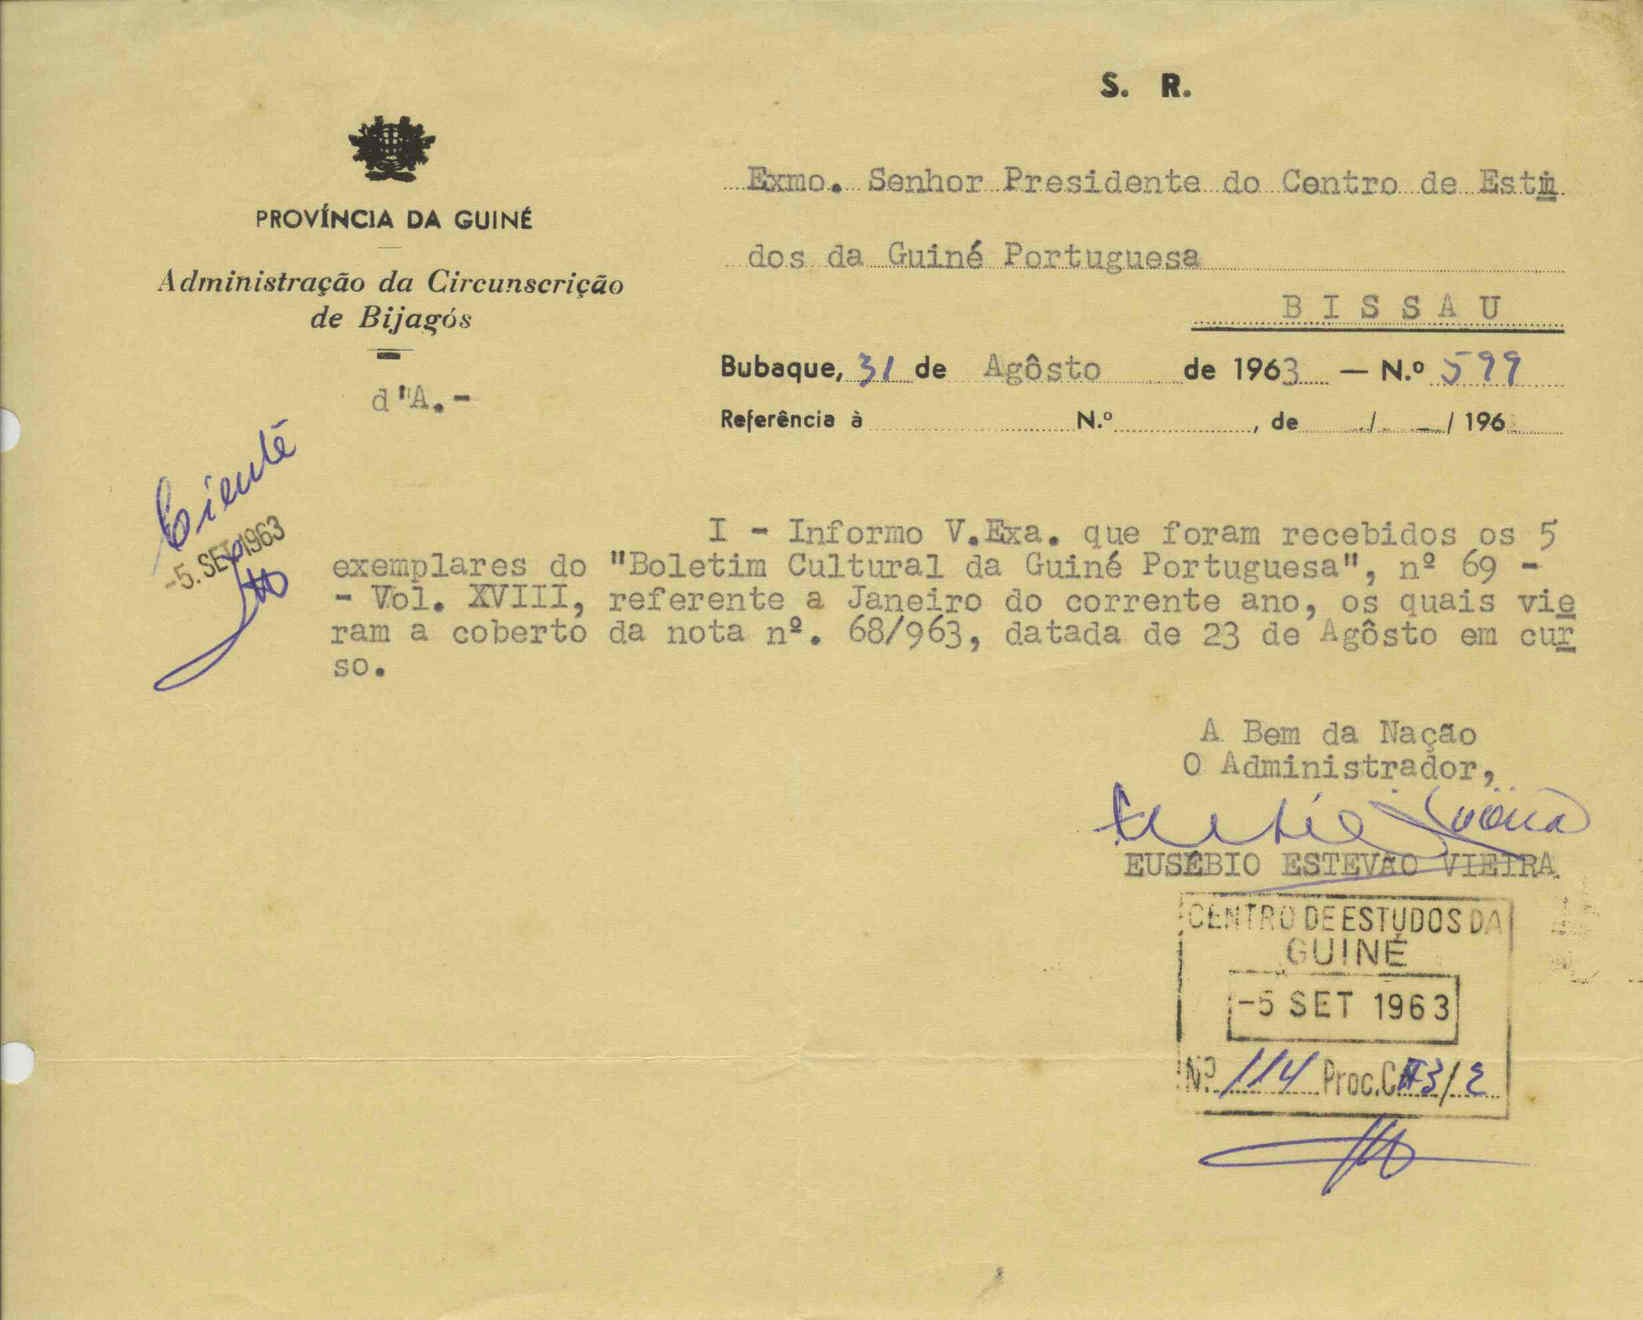 S. R.
PROVÍNCIA DA GUINÉ
Administração da Circunscrição
de Bijagós
d"A.-
Exmo. Senhor Presidente do Centro de Estu
dos da Guiné Portuguesa
BISSAU
Bubaque, 31 de Agôsto de 1963 — N.º 599
Referência à N.º , de / - / 196
Ciente
-5. SET. 1963
I - Informo V.Exa. que foram recebidos os 5
exemplares do "Boletim Cultural da Guiné Portuguesa", nº 69 -
- Vol. XVIII, referente a Janeiro do corrente ano, os quais vie
ram a coberto da nota nº. 68/963, datada de 23 de Agôsto em cur
so.
A Bem da Nação
O Administrador,
EUSÉBIO ESTEVÃO VIEIRA
CENTRO DE ESTUDOS DA
GUINÉ
-5 SET 1963
Nº 114 Proc.